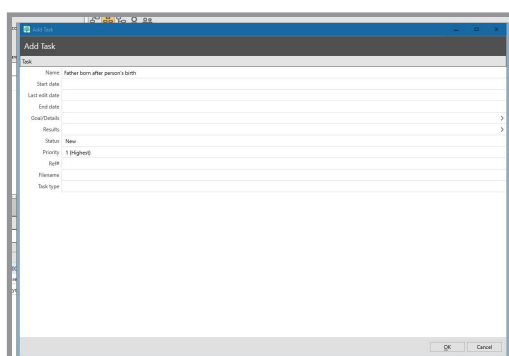 Add Task
Add Task
Task
Name Father born after person's birth
Start date
Last edit date
End date
Goal/Details
Results
Status New
Priority 1 (Highest)
Ref#
Filename
Task type
OK Cancel